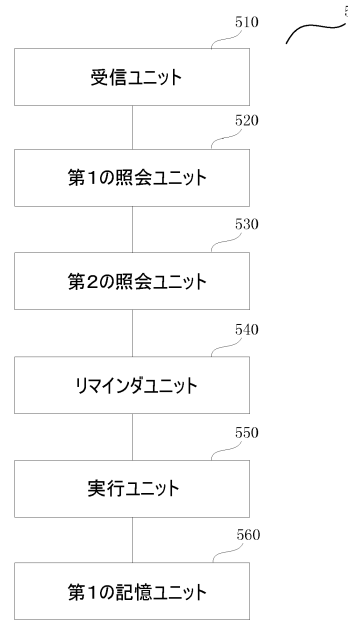 510
受信ユニット
520
第1の照会ユニット
530
第2の照会ユニット
540
リマインダユニット
550
実行ユニット
560
第1の記憶ユニット